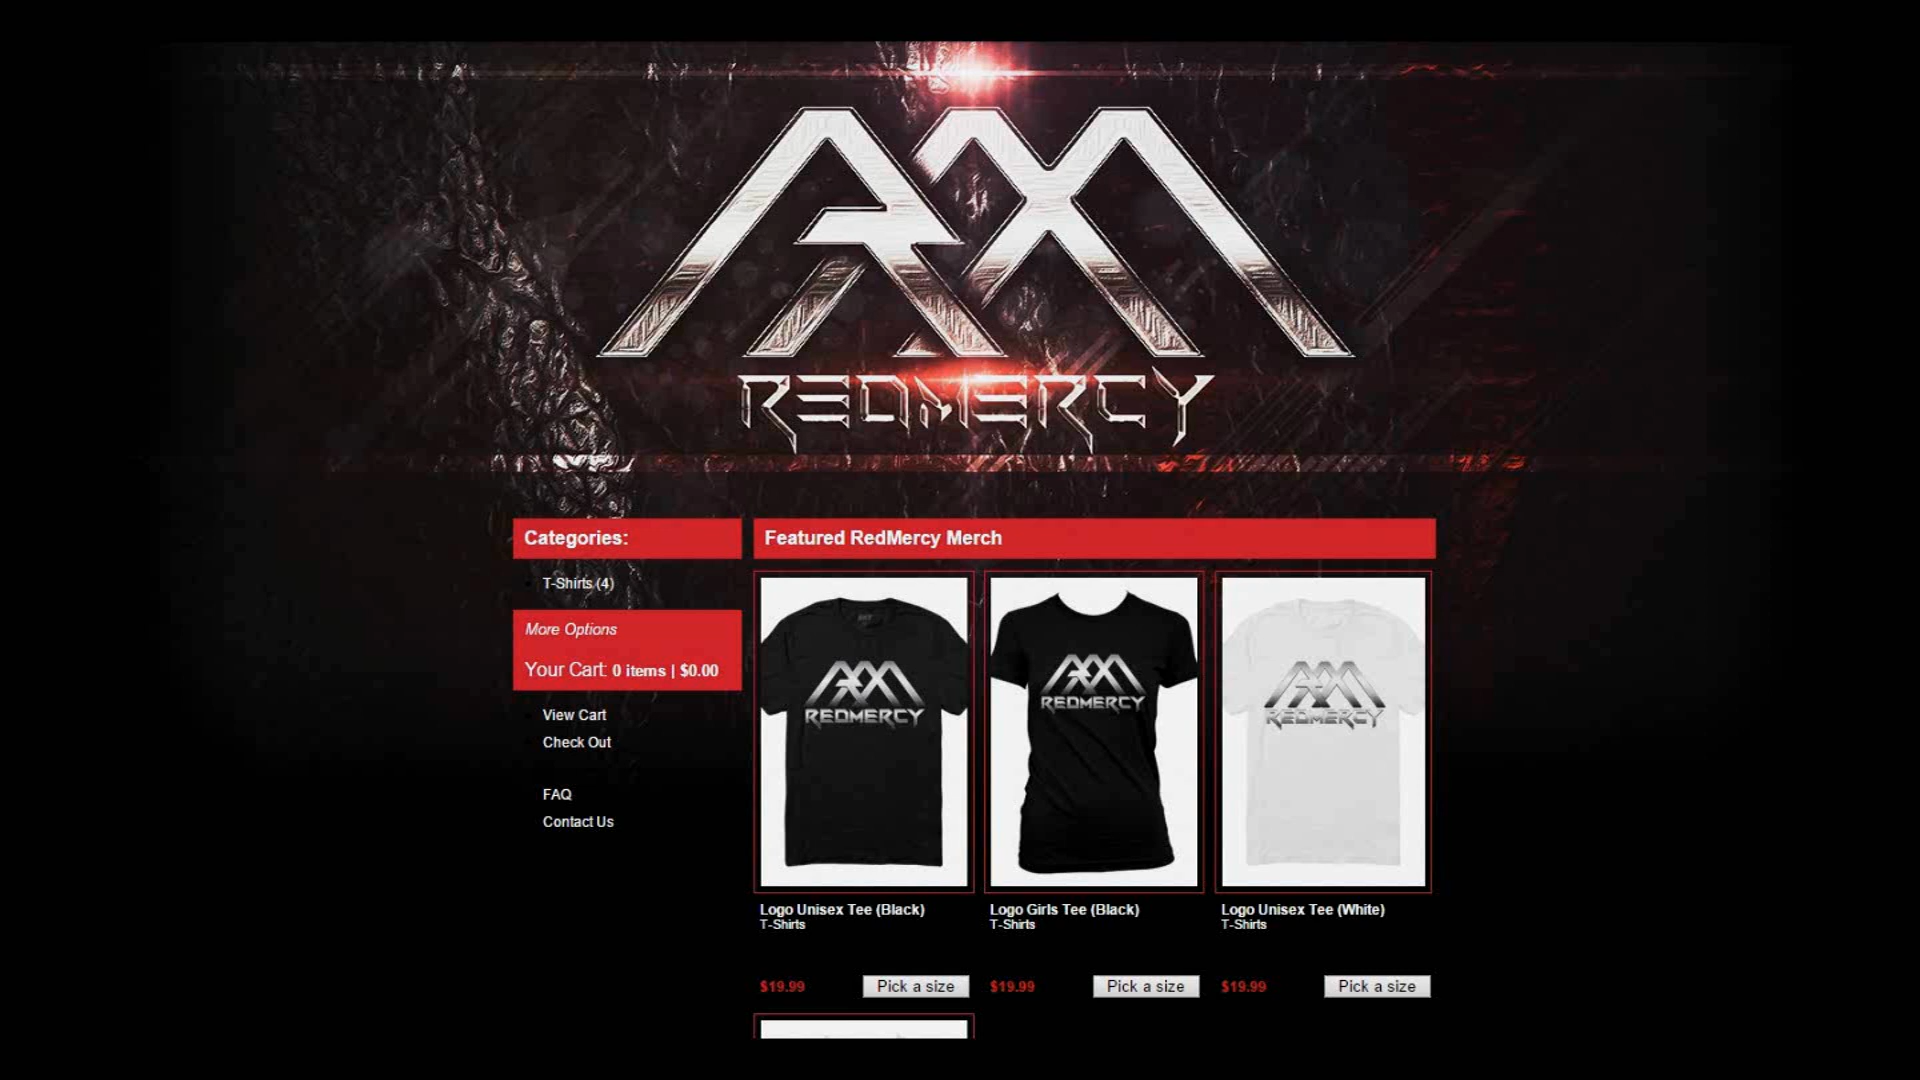 REDMERCY
Categories:
T-Shirts (4)
More Options
Your Cart: 0 items | $0.00
View Cart
Check Out
FAQ
Contact Us
Featured RedMercy Merch
REDMERCY
REDMERCY
REDMERCY
Logo Unisex Tee (Black)
T-Shirts
$19.99
Pick a size
Logo Girls Tee (Black)
T-Shirts
$19.99
Pick a size
Logo Unisex Tee (White)
T-Shirts
$19.99
Pick a size